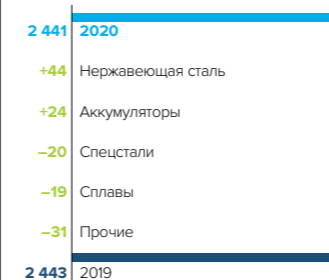 2 441 2020
+44 Нержавеющая сталь
+24 Аккумуляторы
–20 Спецстали
–19 Сплавы
–31 Прочие
2 443 2019